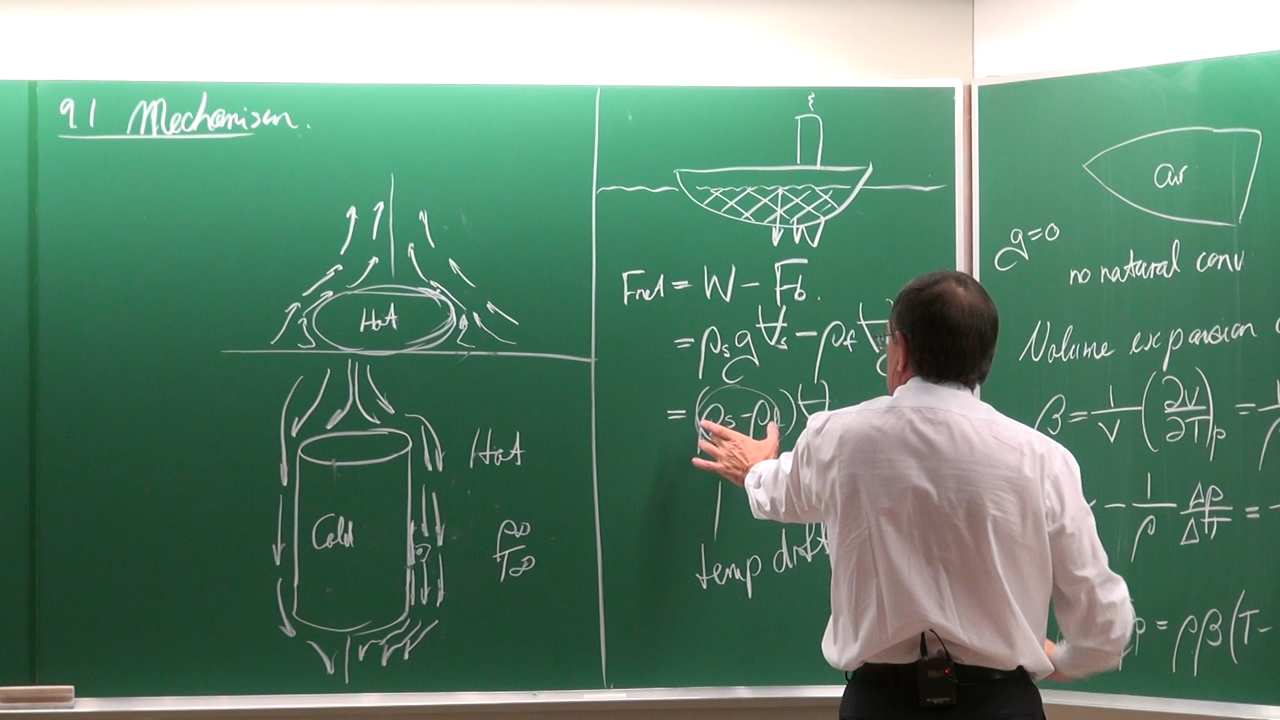 9.1 Mechanism.
Hot
Cold
Hot
ρ∞
T∞
W
Fnet = W - Fb.
= ρs g V̶s - ρf V̶
= (ρs - ρf) V̶
temp diff
air
g=0
no natural conv
Volume expansion
β = 1/V (∂V/∂T)p =
- 1/ρ Δρ/ΔT =
ρ = ρβ(T-